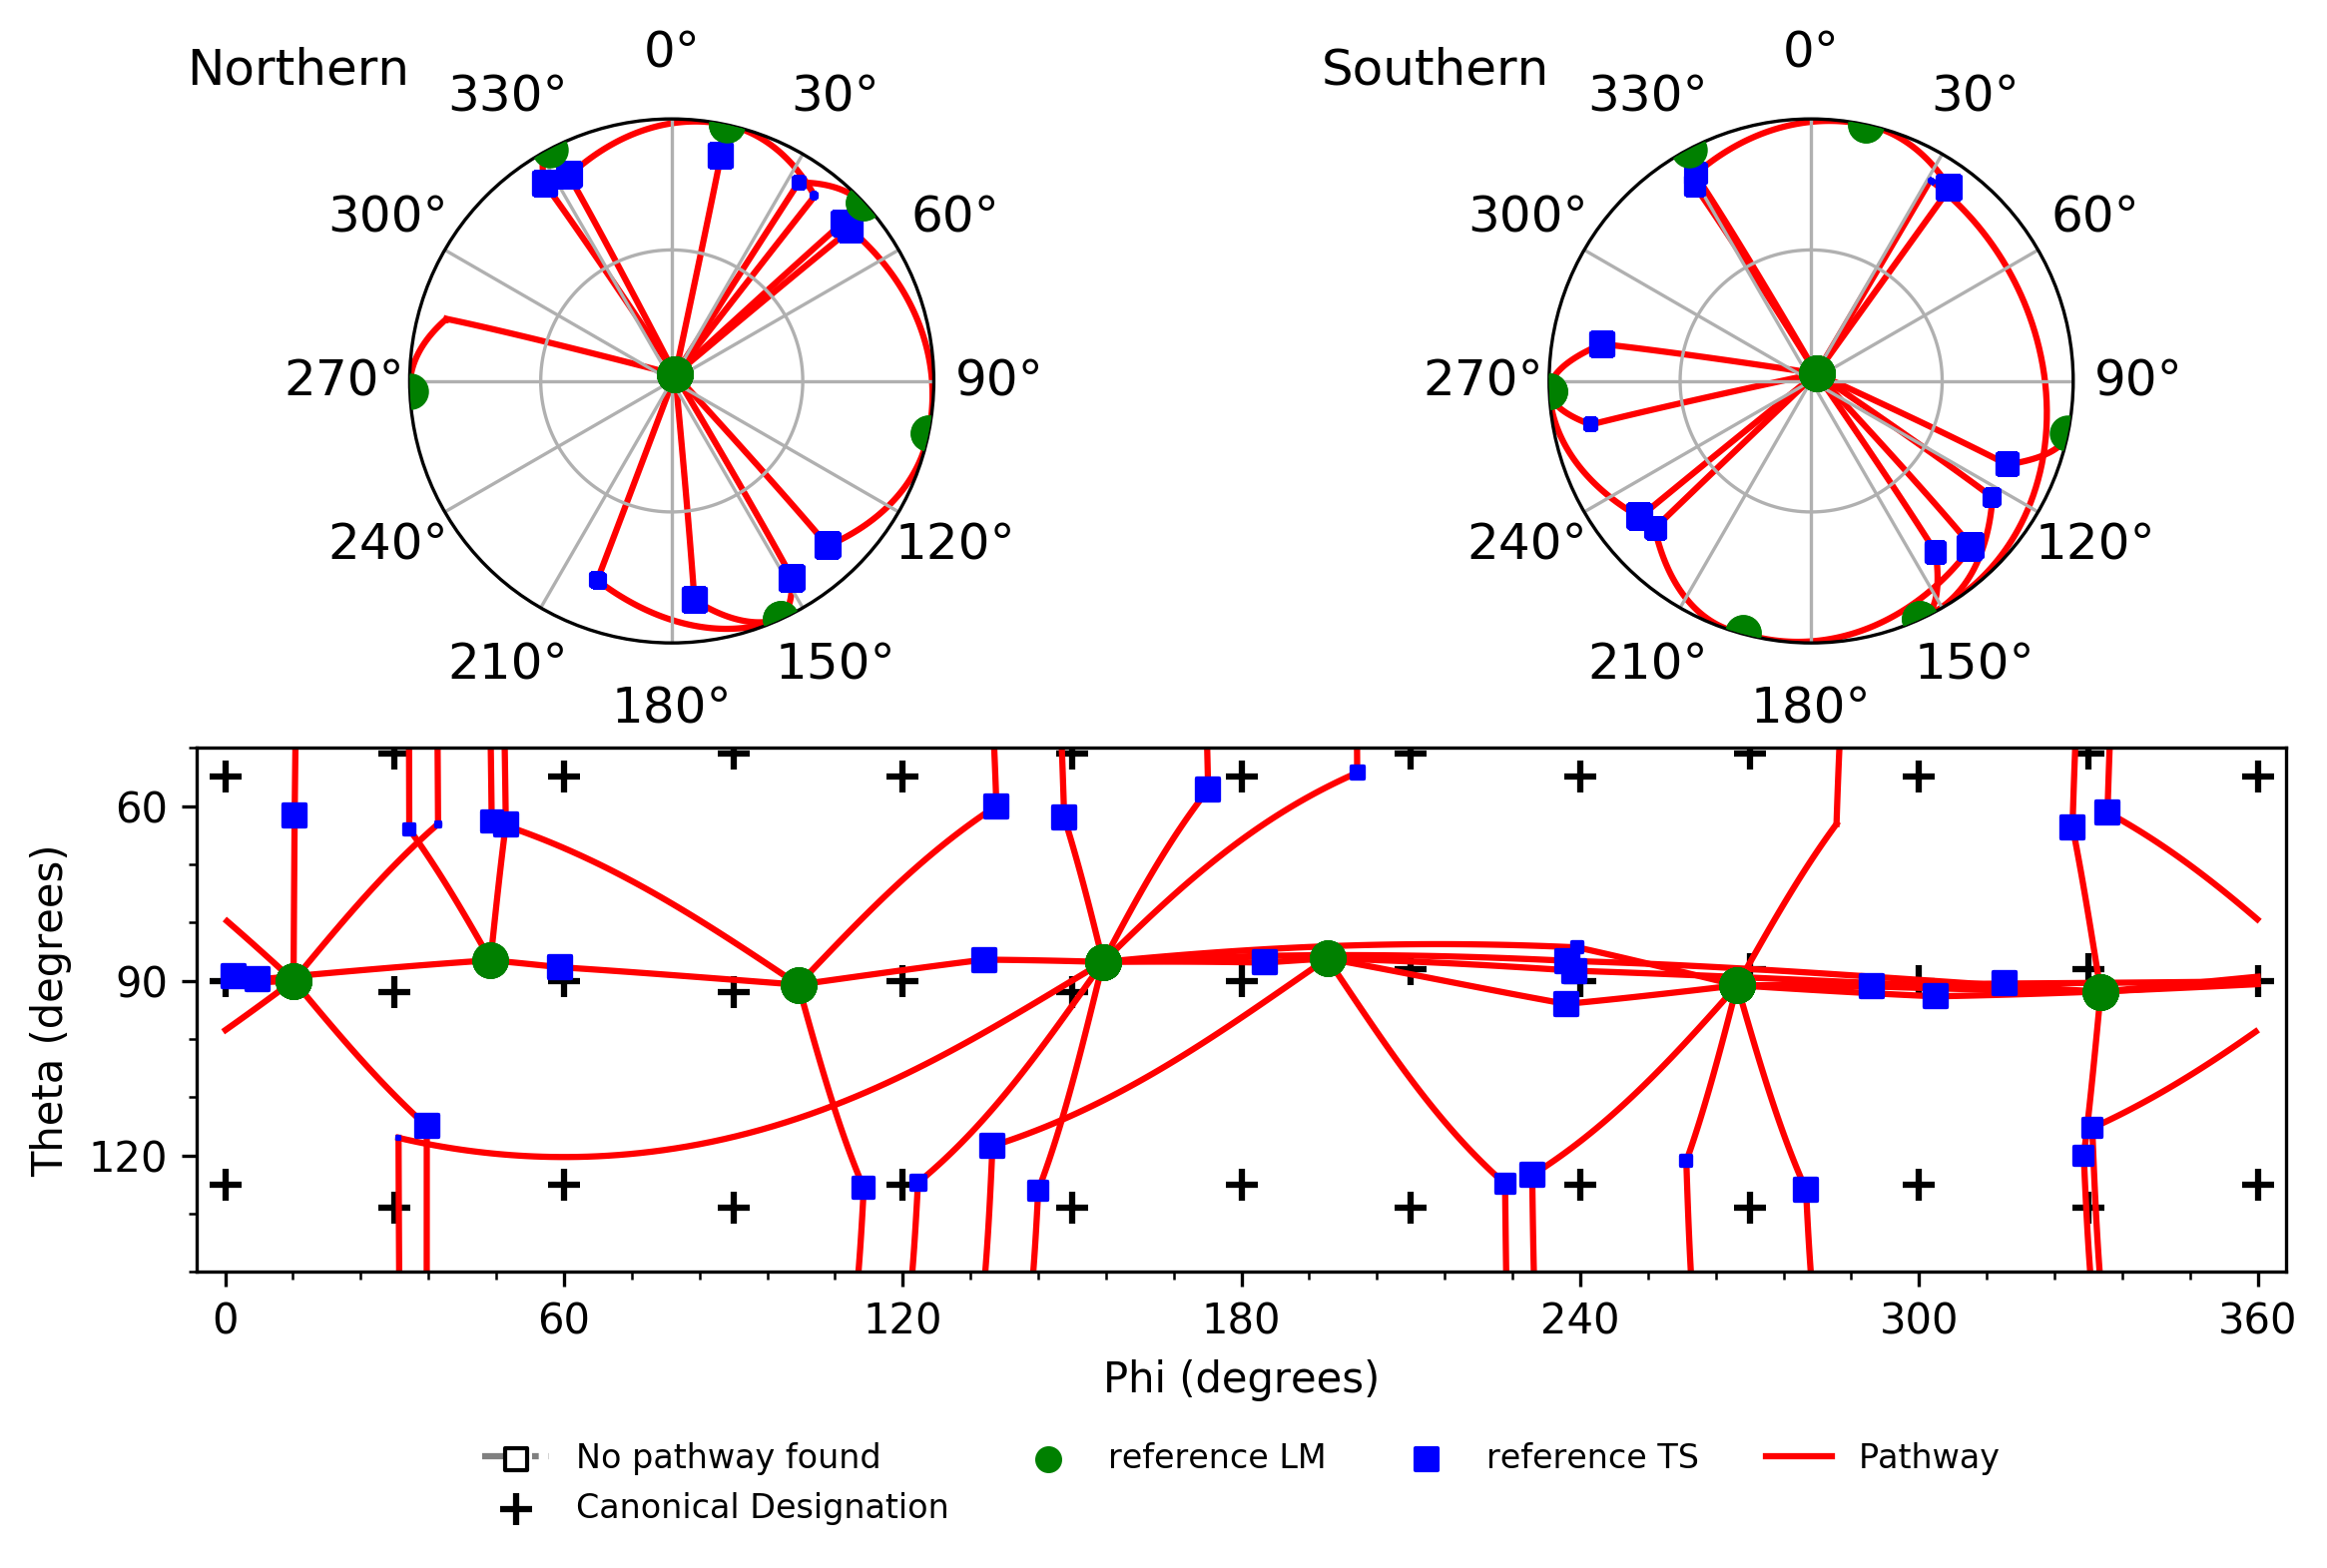 Northern
0°
30°
60°
90°
120°
150°
180°
210°
240°
270°
300°
330°
Southern
0°
30°
60°
90°
120°
150°
180°
210°
240°
270°
300°
330°
Theta (degrees)
60
90
120
0 60 120 180 240 300 360
Phi (degrees)
No pathway found
reference LM
reference TS
Pathway
Canonical Designation